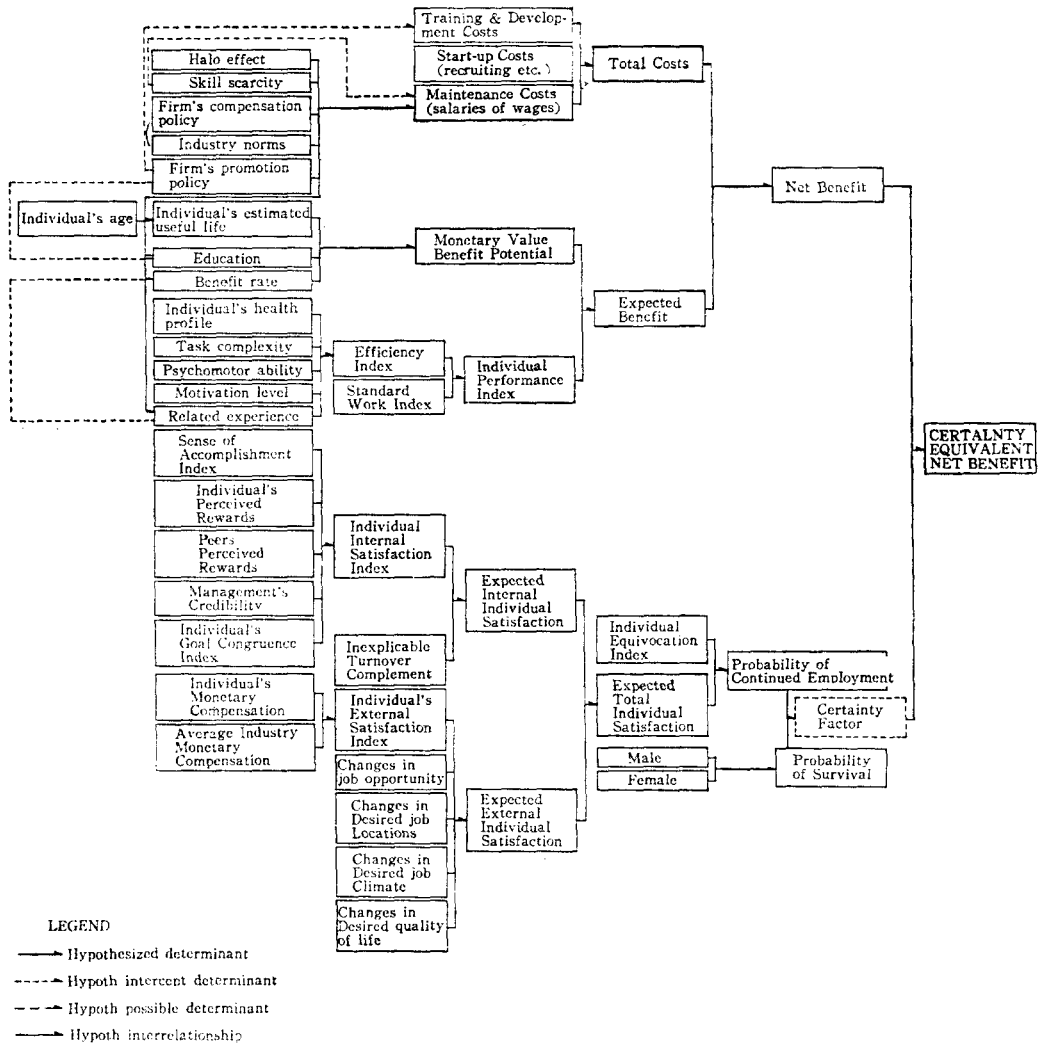 Training & Develop-
ment Costs
Start-up Costs
(recruiting etc.)
Maintenance Costs
(salaries of wages)
Total Costs
Halo effect
Skill scarcity
Firm's compensation
policy
Industry norms
Firm's promotion
policy
Net Benefit
Individual's age
Individual's estimated
useful life
Education
Benefit rate
Monetary Value
Benefit Potential
Expected
Benefit
Individual's health
profile
Task complexity
Psychomotor ability
Motivation level
Related experience
Efficiency
Index
Standard
Work Index
Individual
Performance
Index
CERTALNTY
EQUIVALENT
NET BENEFIT
Sense of
Accomplishment
Index
Individual's
Perceived
Rewards
Peers
Perceived
Rewards
Management's
Credibility
Individual's
Goal Congruence
Index
Individual
Internal
Satisfaction
Index
Inexplicable
Turnover
Complement
Expected
Internal
Individual
Satisfaction
Individual's
Monetary
Compensation
Average Industry
Monetary
Compensation
Individual's
External
Satisfaction
Index
Changes in
job opportunity
Changes in
Desired job
Locations
Changes in
Desired job
Climate
Changes in
Desired quality
of life
Expected
External
Individual
Satisfaction
Individual
Equivocation
Index
Expected
Total
Individual
Satisfaction
Male
Female
Probability of
Continued Employment
Certainty
Factor
Probability
of Survival
LEGEND
Hypothesized determinant
Hypoth intercent determinant
Hypoth possible determinant
Hypoth interrelationship